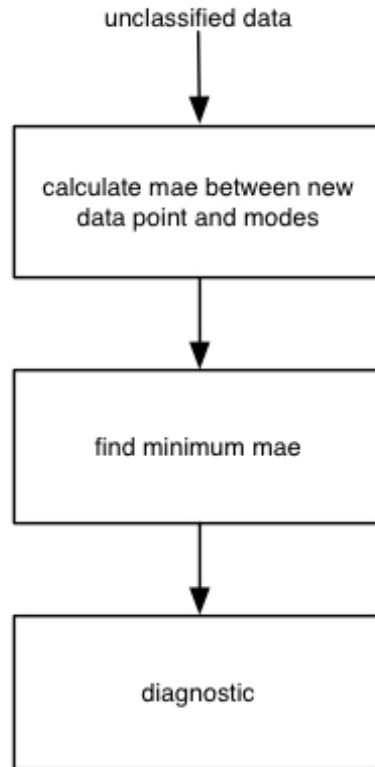 unclassified data
calculate mae between new
data point and modes
find minimum mae
diagnostic